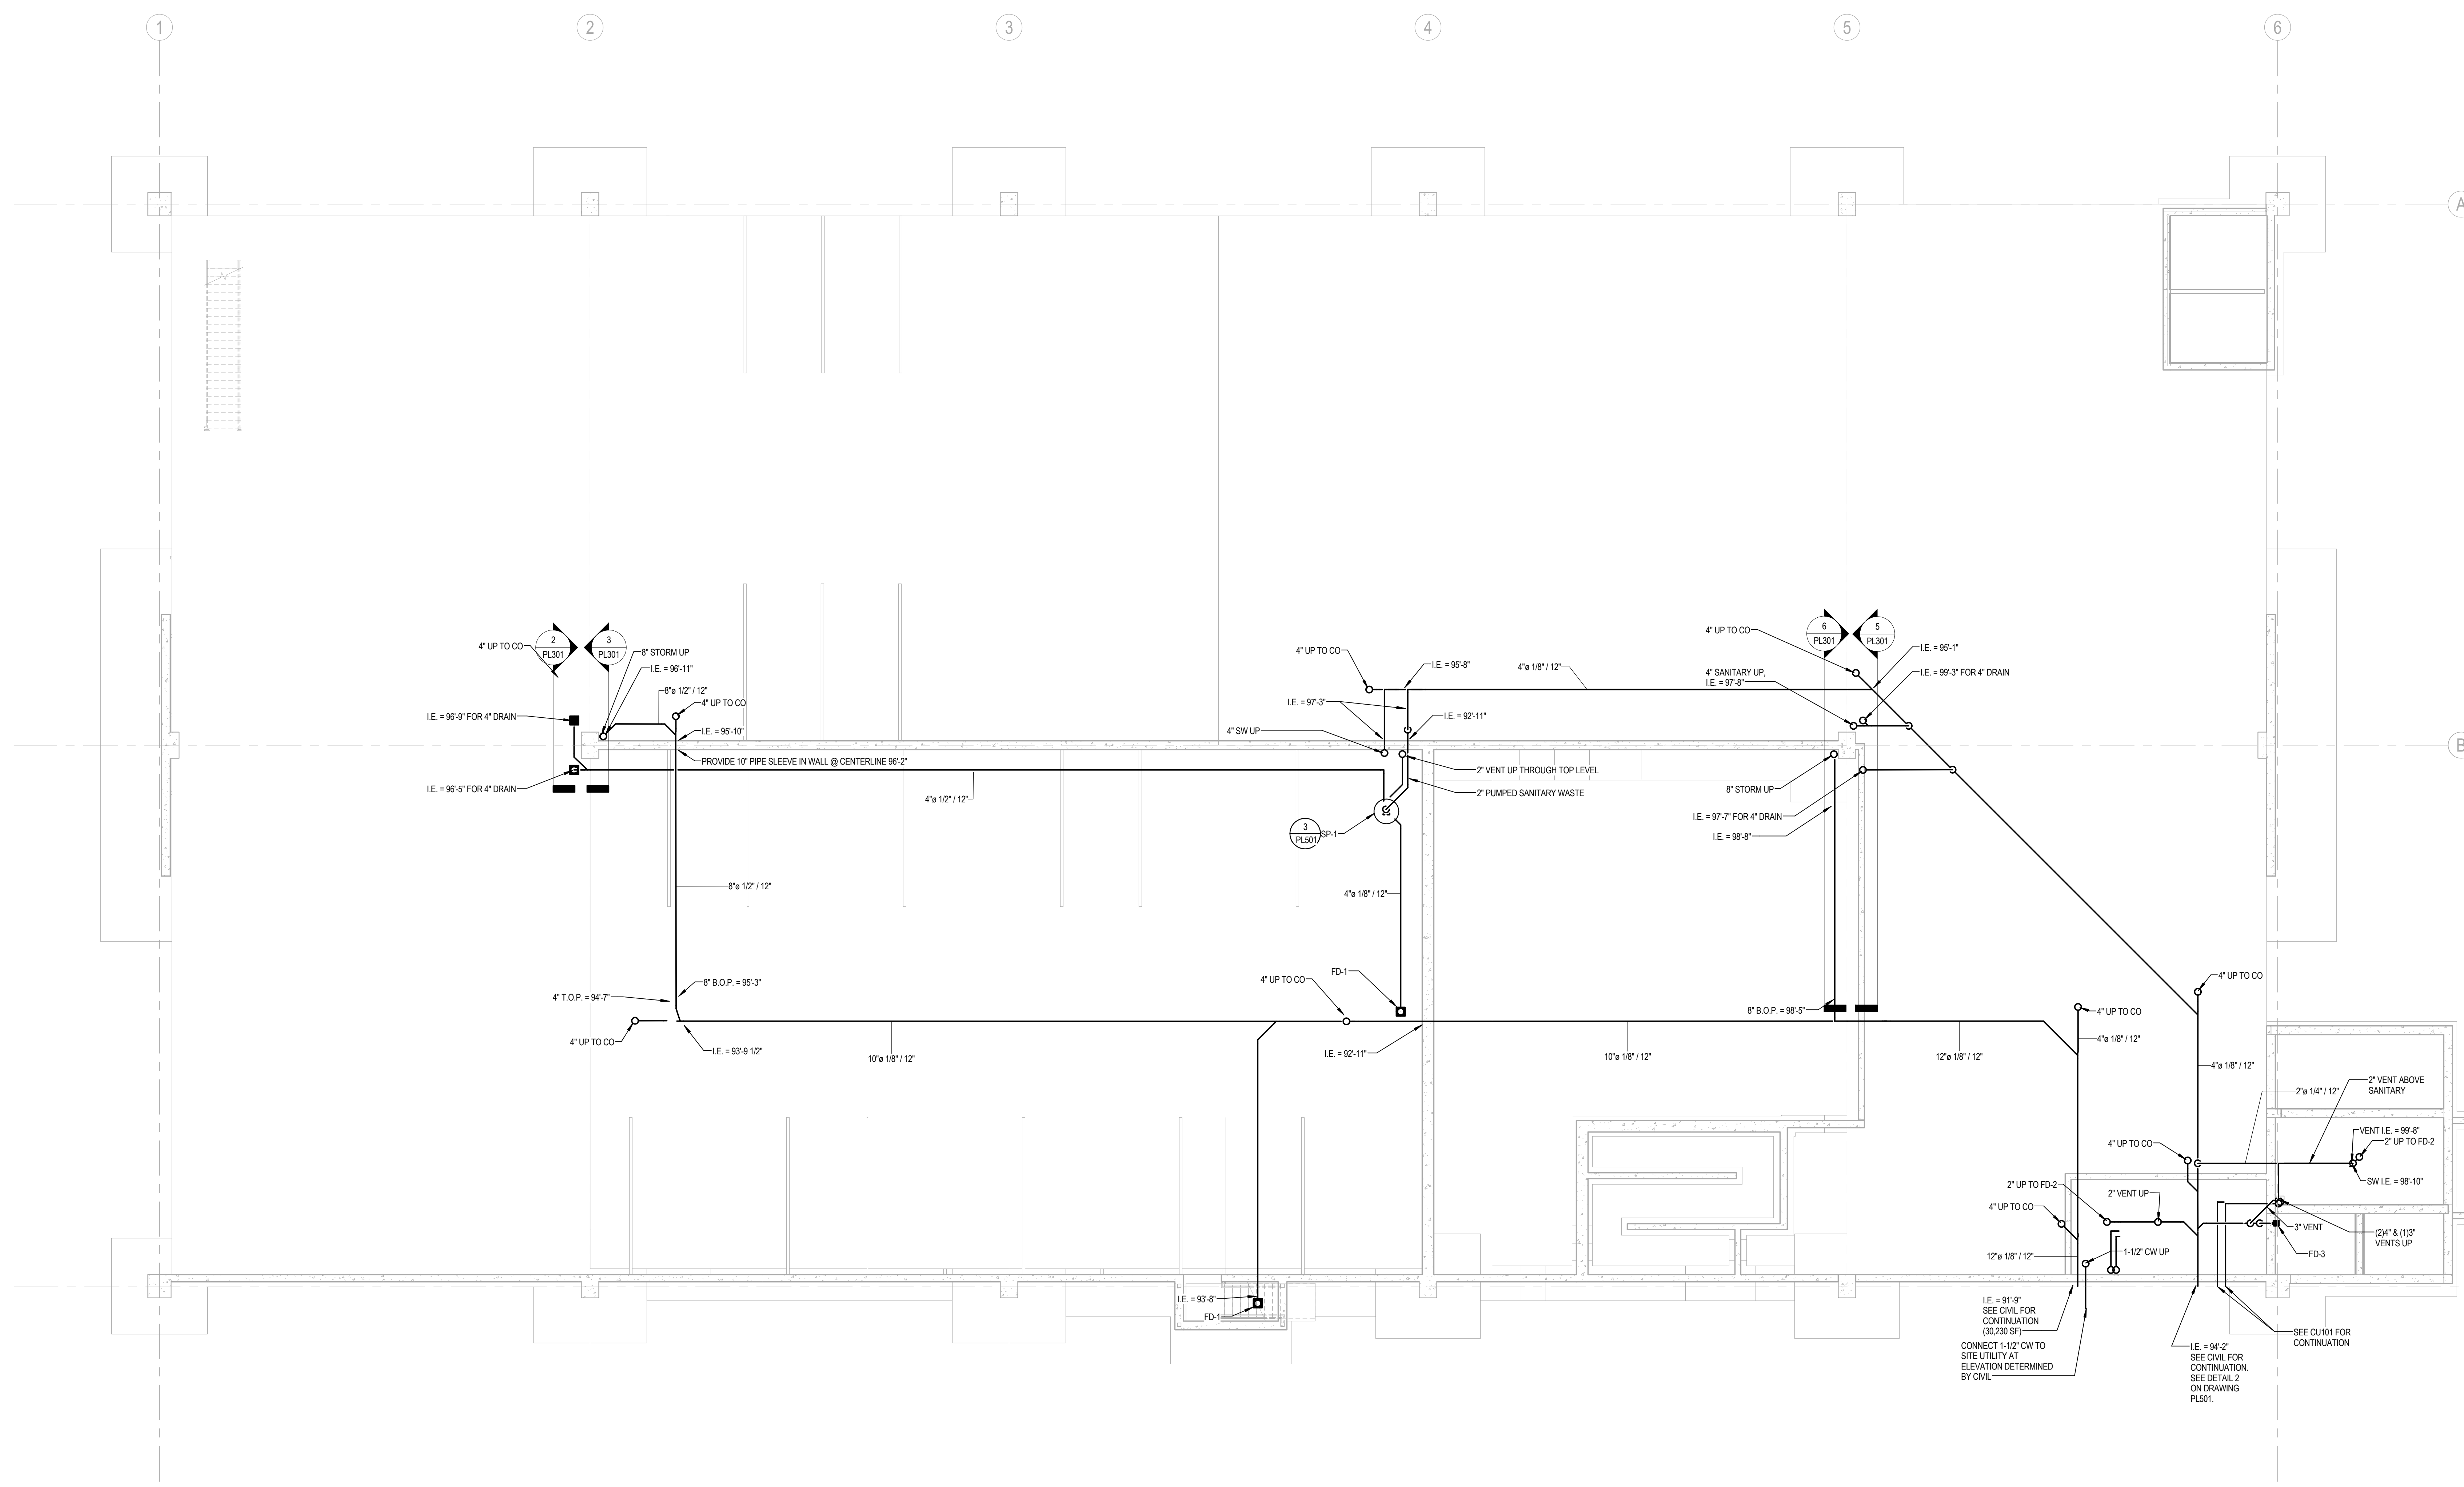 1
2
3
4
5
6
A
4" UP TO CO
2
PL301
3
PL301
8" STORM UP
I.E. = 96'-11"
8"ø 1/2" / 12"
4" UP TO CO
I.E. = 96'-9" FOR 4" DRAIN
I.E. = 95'-10"
PROVIDE 10" PIPE SLEEVE IN WALL @ CENTERLINE 96'-2"
I.E. = 96'-5" FOR 4" DRAIN
4"ø 1/2" / 12"
4" UP TO CO
I.E. = 95'-8"
4"ø 1/8" / 12"
I.E. = 97'-3"
I.E. = 92'-11"
4" SW UP
2" VENT UP THROUGH TOP LEVEL
2" PUMPED SANITARY WASTE
3
PL501
SP-1
4" UP TO CO
6
PL301
5
PL301
I.E. = 95'-1"
4" SANITARY UP,
I.E. = 97'-8"
I.E. = 99'-3" FOR 4" DRAIN
B
8" STORM UP
I.E. = 97'-7" FOR 4" DRAIN
I.E. = 98'-8"
8"ø 1/2" / 12"
4"ø 1/8" / 12"
8" B.O.P. = 95'-3"
4" T.O.P. = 94'-7"
4" UP TO CO
I.E. = 93'-9 1/2"
10"ø 1/8" / 12"
4" UP TO CO
FD-1
I.E. = 92'-11"
10"ø 1/8" / 12"
8" B.O.P. = 98'-5"
12"ø 1/8" / 12"
4" UP TO CO
4" UP TO CO
4"ø 1/8" / 12"
4"ø 1/8" / 12"
2"ø 1/4" / 12"
2" VENT ABOVE
SANITARY
VENT I.E. = 99'-8"
2" UP TO FD-2
4" UP TO CO
SW I.E. = 98'-10"
2" UP TO FD-2
2" VENT UP
4" UP TO CO
3" VENT
(2)4" & (1)3"
VENTS UP
FD-3
12"ø 1/8" / 12"
1-1/2" CW UP
I.E. = 93'-8"
FD-1
I.E. = 91'-9"
SEE CIVIL FOR
CONTINUATION
(30,230 SF)
CONNECT 1-1/2" CW TO
SITE UTILITY AT
ELEVATION DETERMINED
BY CIVIL
I.E. = 94'-2"
SEE CIVIL FOR
CONTINUATION.
SEE DETAIL 2
ON DRAWING
PL501.
SEE CU101 FOR
CONTINUATION